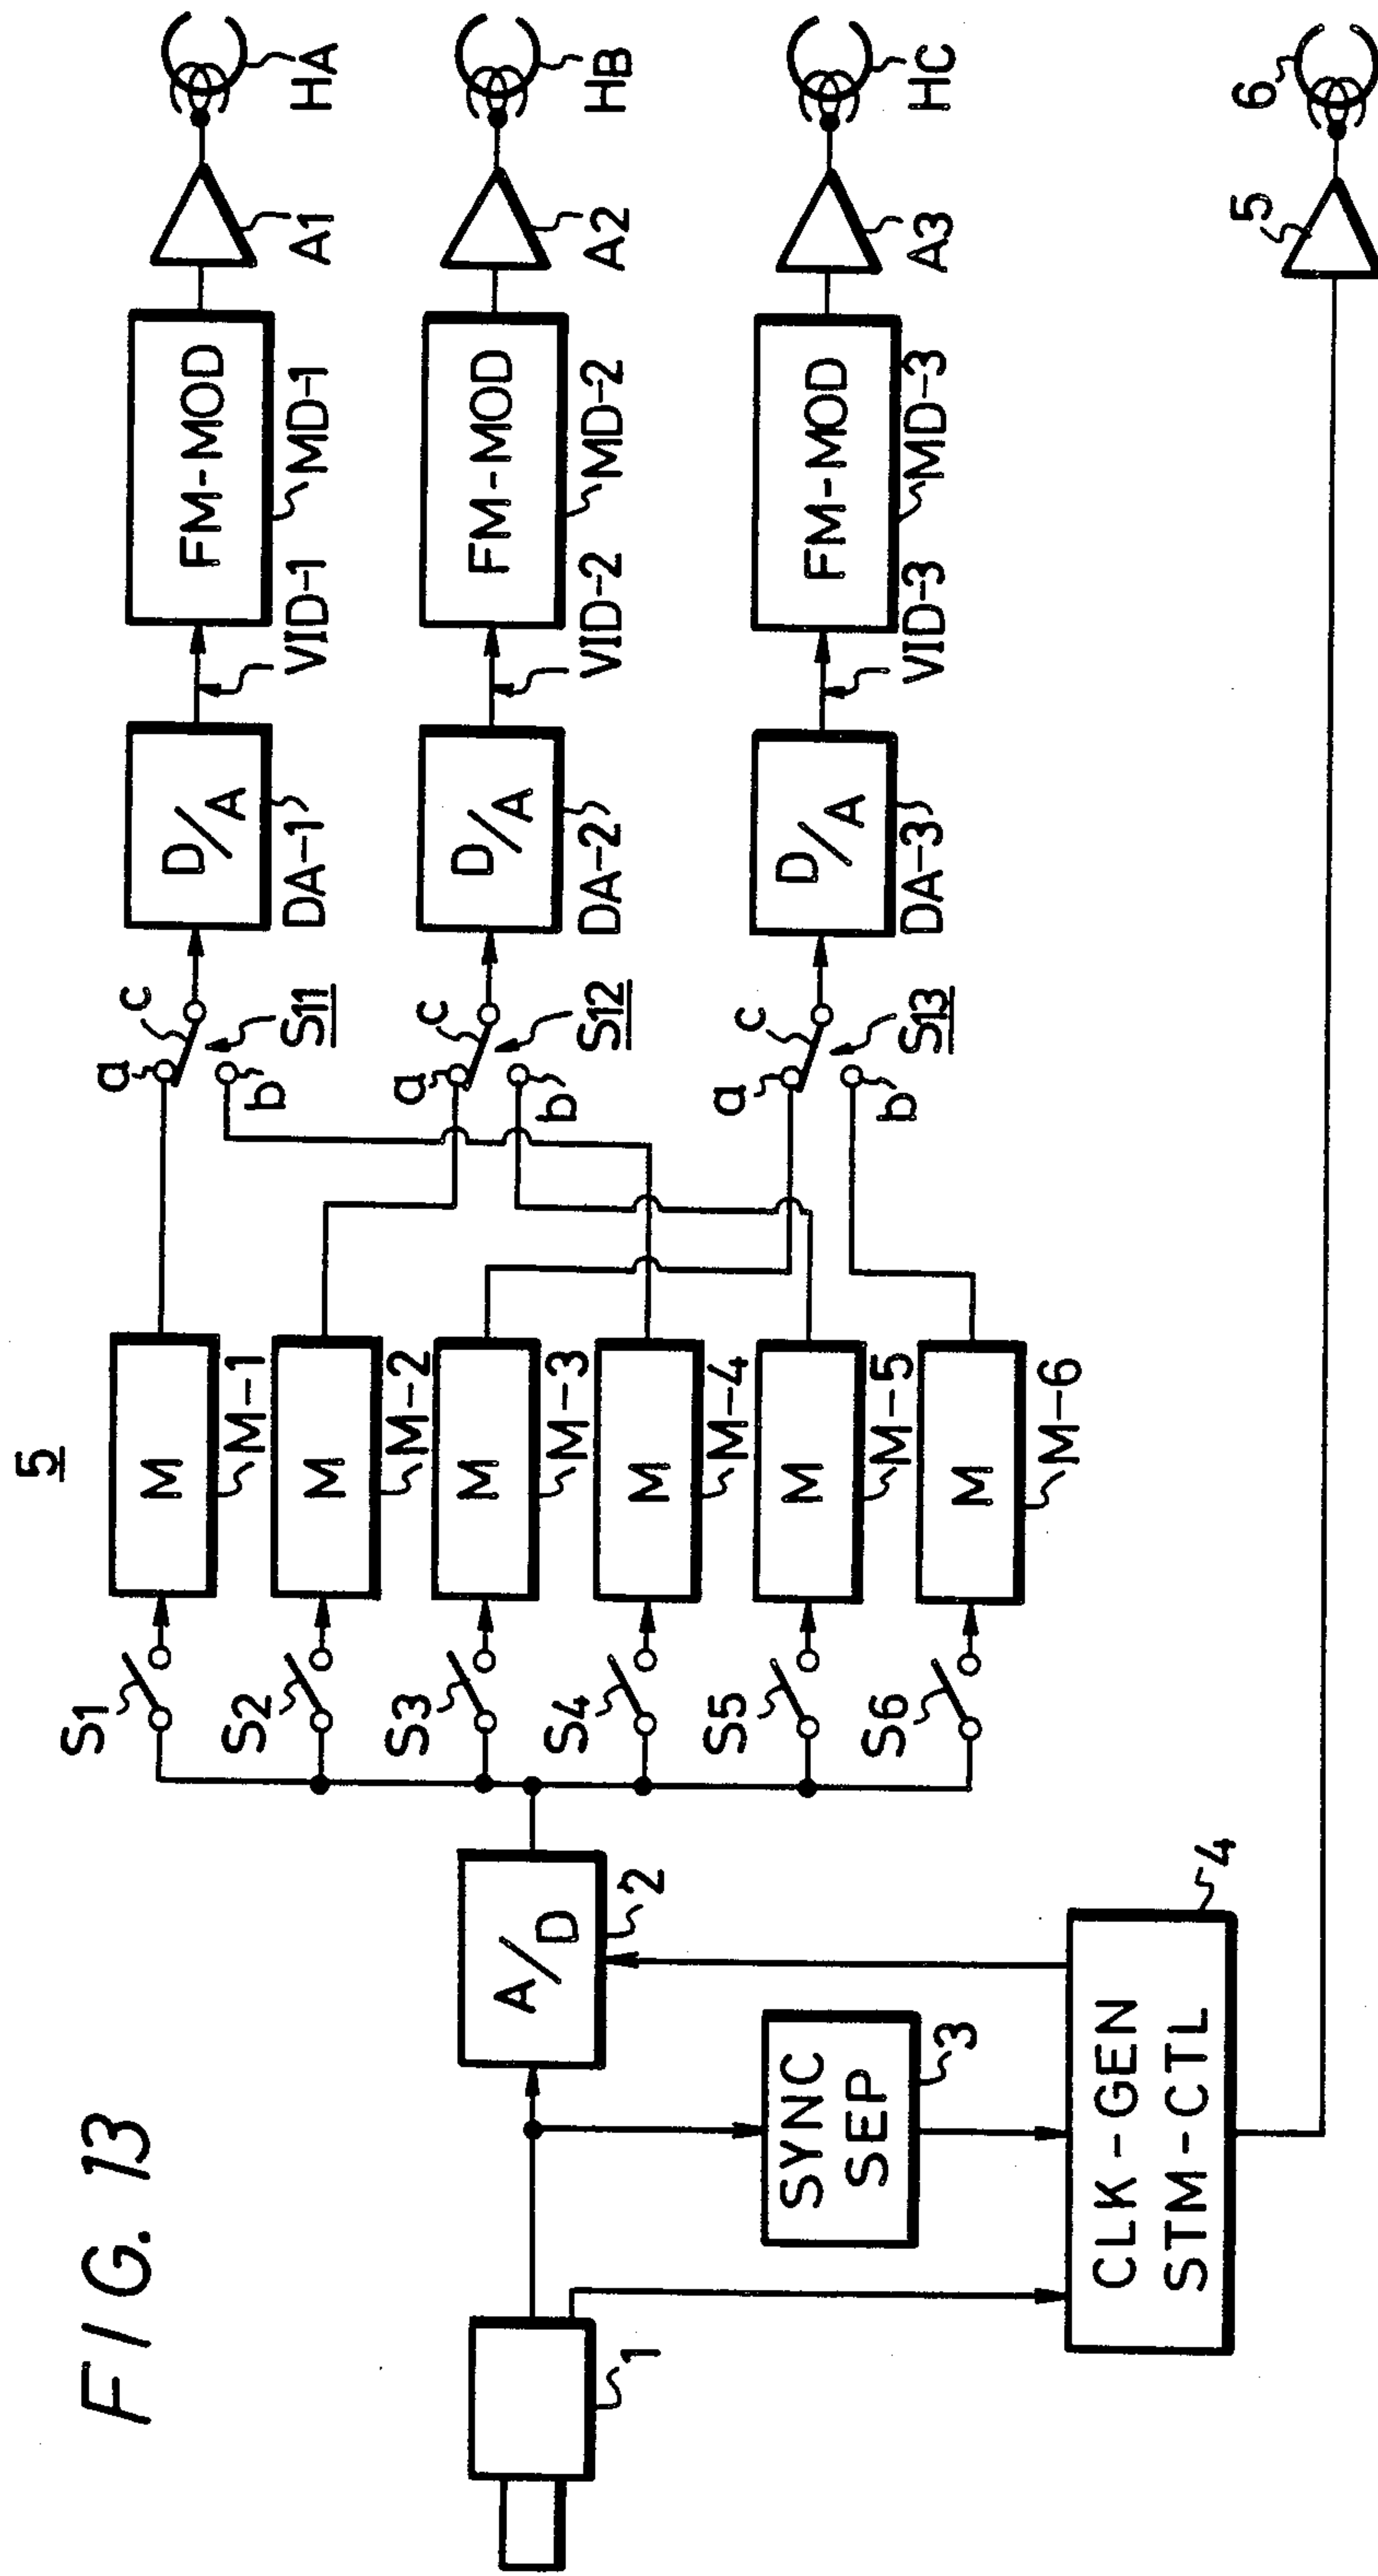 FIG. 13
1
A/D
2
SYNC
SEP
3
CLK-GEN
STM-CTL
4
5
S1
S2
S3
S4
S5
S6
M
M-1
M
M-2
M
M-3
M
M-4
M
M-5
M
M-6
a
b
c
S11
a
b
c
S12
a
b
c
S13
D/A
DA-1
D/A
DA-2
D/A
DA-3
VID-1
VID-2
VID-3
FM-MOD
MD-1
FM-MOD
MD-2
FM-MOD
MD-3
A1
A2
A3
5
HA
HB
HC
6